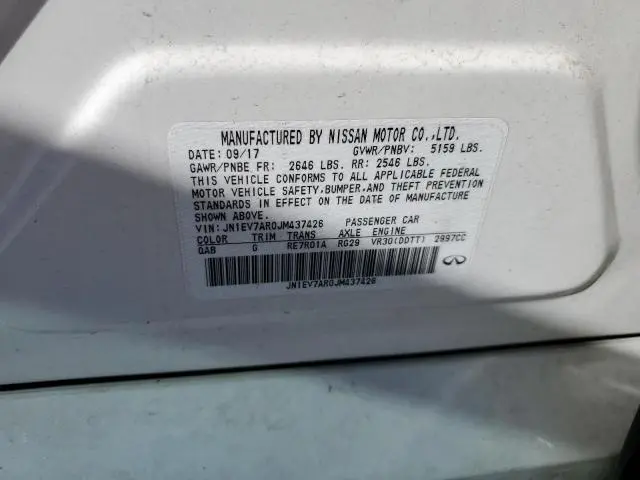 MANUFACTURED BY NISSAN MOTOR CO.,LTD.
DATE: 09/17 GVWR/PNBV: 5159 LBS.
GAWR/PNBE FR: 2646 LBS. RR: 2546 LBS.
THIS VEHICLE CONFORMS TO ALL APPLICABLE FEDERAL
MOTOR VEHICLE SAFETY,BUMPER,AND THEFT PREVENTION
STANDARDS IN EFFECT ON THE DATE OF MANUFACTURE
SHOWN ABOVE.
VIN: JN1EV7AR0JM437426 PASSENGER CAR
COLOR TRIM TRANS AXLE ENGINE
QAB G RE7R01A RG29 VR30(DDTT) 2997CC
JN1EV7AR0JM437426